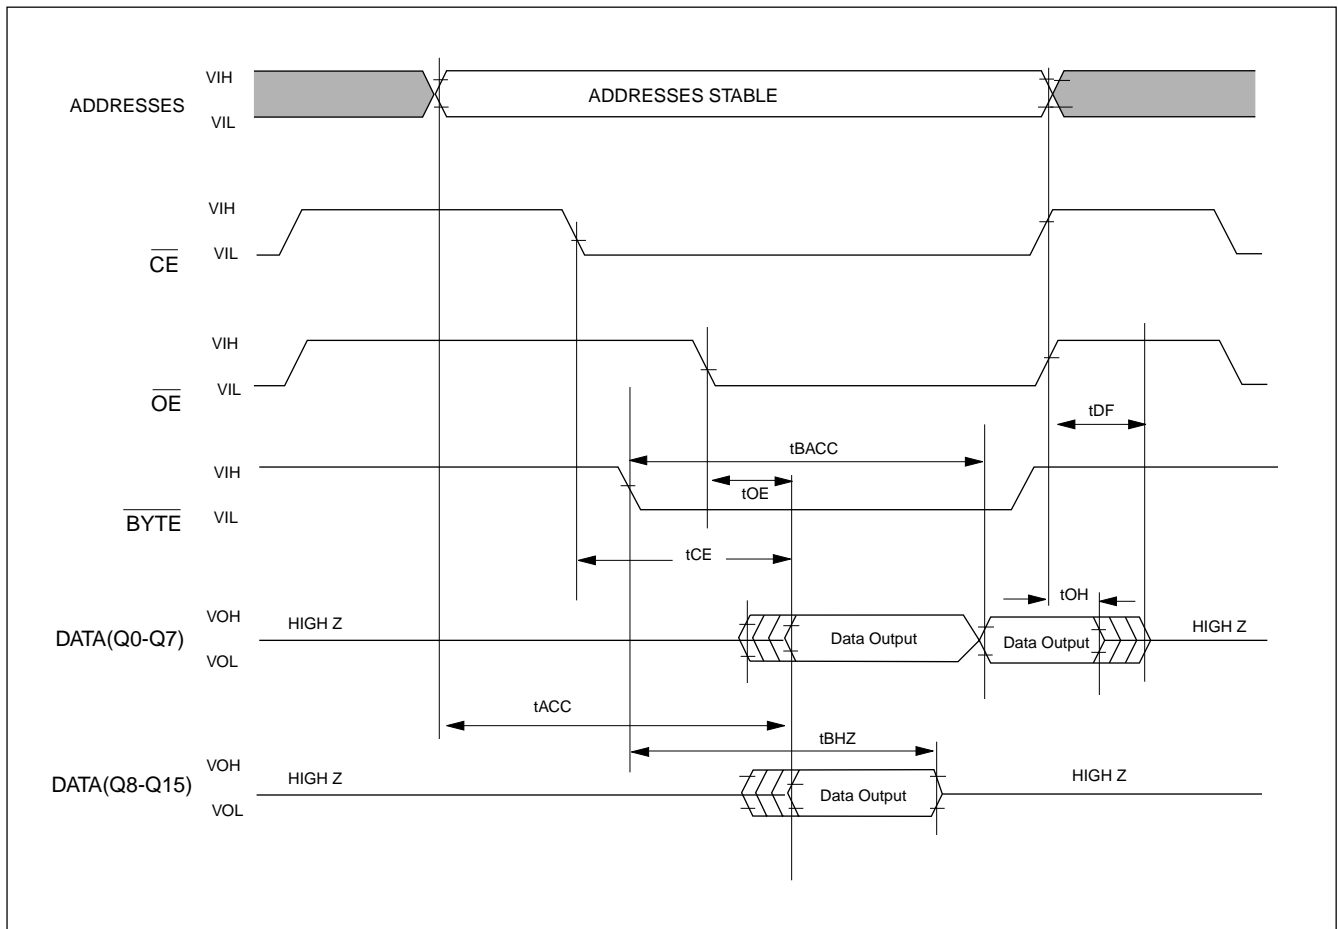 VIH
ADDRESSES
ADDRESSES STABLE
VIL
VIH
CE
VIL
VIH
OE
VIL
tDF
tBACC
VIH
tOE
BYTE
VIL
tCE
tOH
VOH
DATA(Q0-Q7)
HIGH Z
Data Output
Data Output
HIGH Z
VOL
tACC
tBHZ
VOH
DATA(Q8-Q15)
HIGH Z
Data Output
HIGH Z
VOL